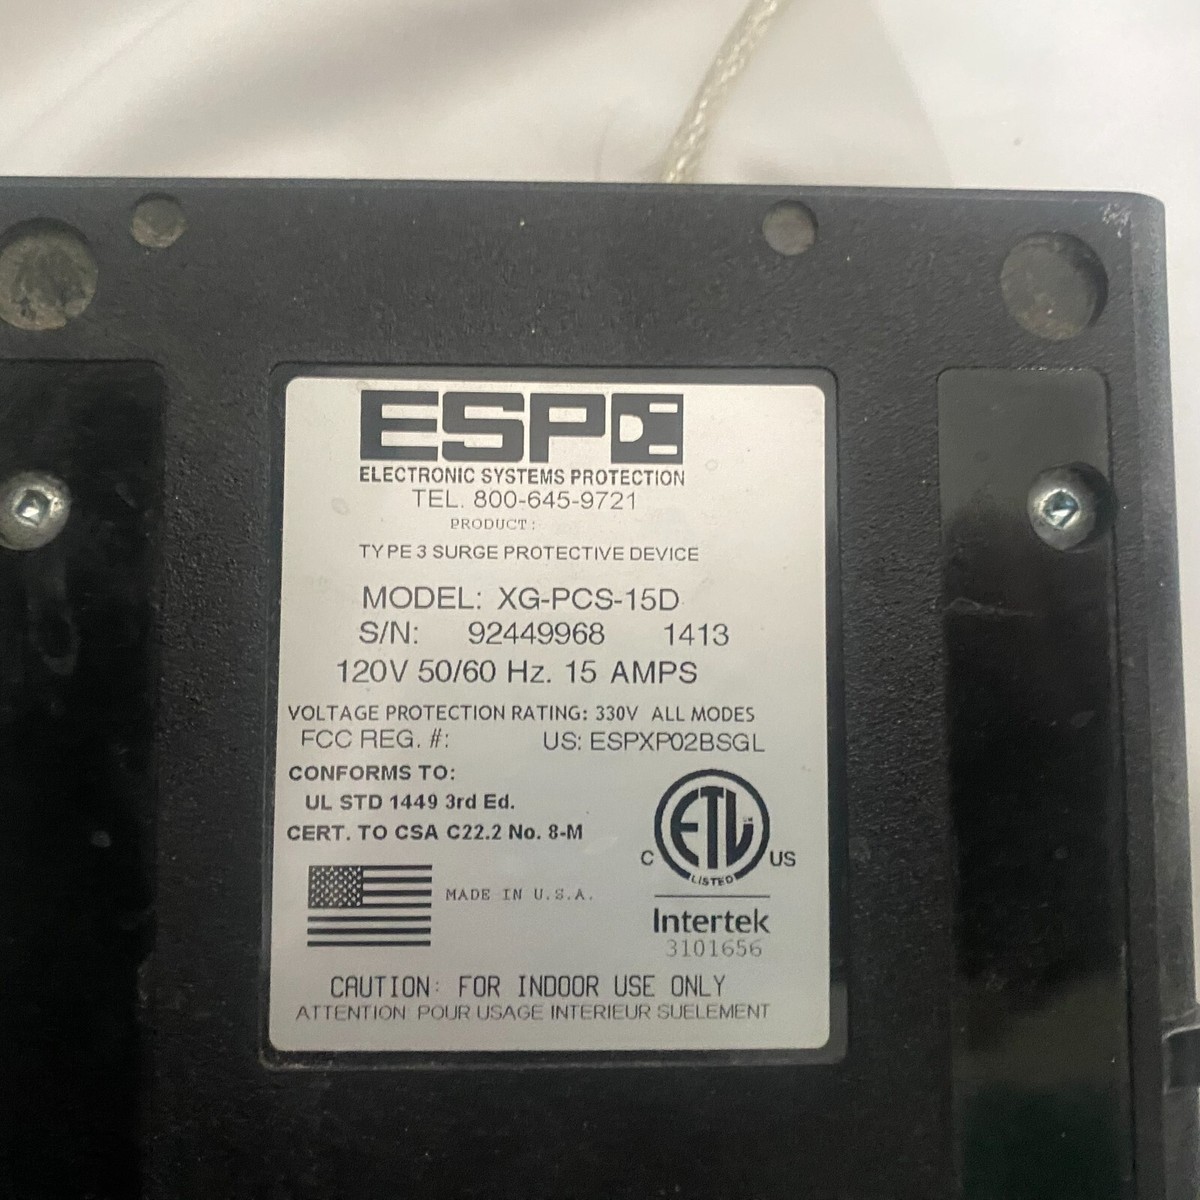 ESP
ELECTRONIC SYSTEMS PROTECTION
TEL. 800-645-9721
PRODUCT:
TYPE 3 SURGE PROTECTIVE DEVICE
MODEL: XG-PCS-15D
S/N: 92449968 1413
120V 50/60 Hz. 15 AMPS
VOLTAGE PROTECTION RATING: 330V ALL MODES
FCC REG. #: US: ESPXP02BSGL
CONFORMS TO:
UL STD 1449 3rd Ed.
CERT. TO CSA C22.2 No. 8-M
C ETL US
LISTED
MADE IN U.S.A.
Intertek
3101656
CAUTION: FOR INDOOR USE ONLY
ATTENTION: POUR USAGE INTERIEUR SUELEMENT